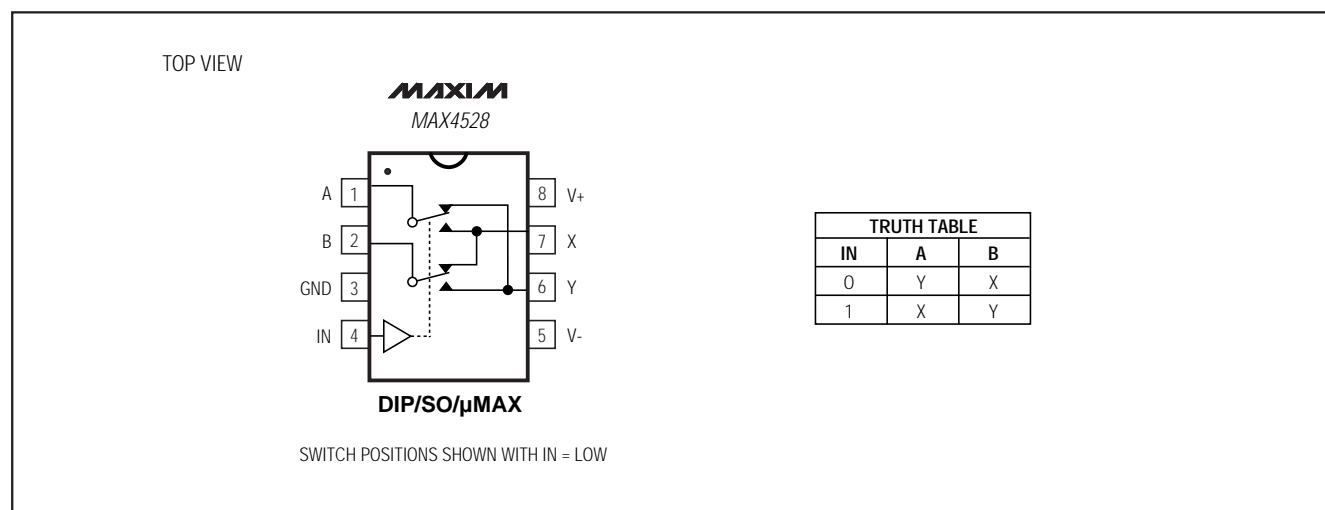 TOP VIEW
MAXIM
MAX4528
A 1
B 2
GND 3
IN 4
8 V+
7 X
6 Y
5 V-
DIP/SO/µMAX
SWITCH POSITIONS SHOWN WITH IN = LOW
TRUTH TABLE
IN A B
0 Y X
1 X Y